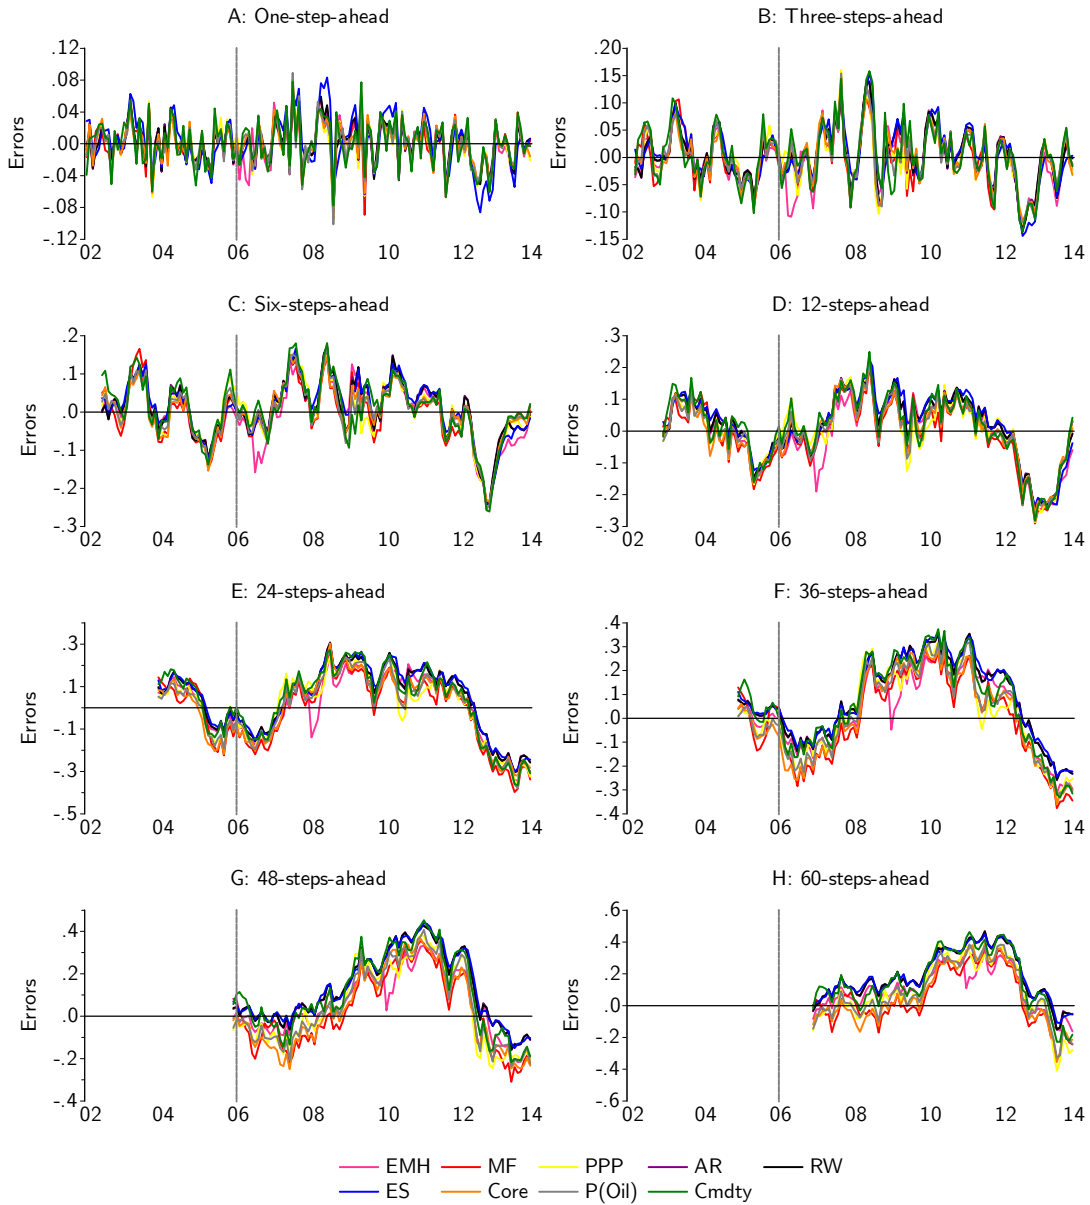 A: One-step-ahead
Errors
.12
.08
.04
.00
-.04
-.08
-.12
02 04 06 08 10 12 14
B: Three-steps-ahead
Errors
.20
.15
.10
.05
.00
-.05
-.10
-.15
02 04 06 08 10 12 14
C: Six-steps-ahead
Errors
.2
.1
.0
-.1
-.2
-.3
02 04 06 08 10 12 14
D: 12-steps-ahead
Errors
.3
.2
.1
.0
-.1
-.2
-.3
02 04 06 08 10 12 14
E: 24-steps-ahead
Errors
.3
.1
-.1
-.3
-.5
02 04 06 08 10 12 14
F: 36-steps-ahead
Errors
.4
.3
.2
.1
.0
-.1
-.2
-.3
-.4
02 04 06 08 10 12 14
G: 48-steps-ahead
Errors
.4
.2
.0
-.2
-.4
02 04 06 08 10 12 14
H: 60-steps-ahead
Errors
.6
.4
.2
.0
-.2
-.4
-.6
02 04 06 08 10 12 14
EMH MF PPP AR RW
ES Core P(Oil) Cmdty